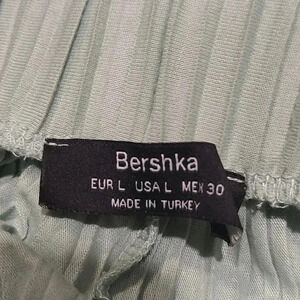 Bershka
EUR L USA L MEX 30
MADE IN TURKEY